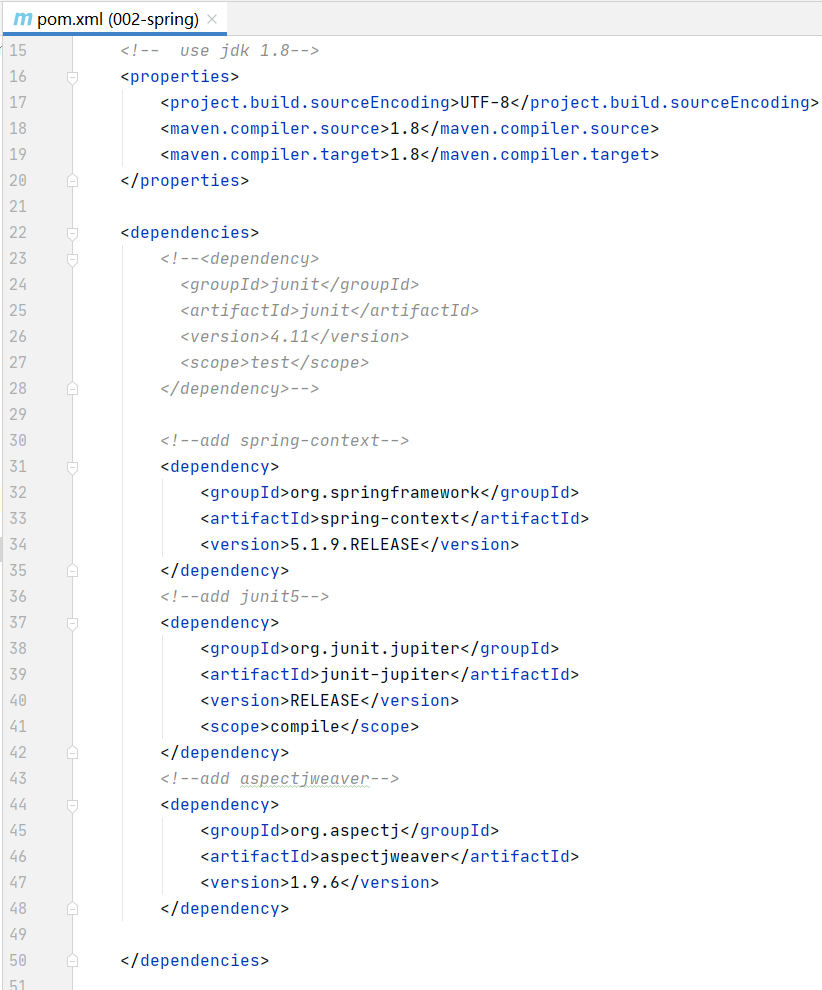 m pom.xml (002-spring) ×
15 <!--  use jdk 1.8-->
16 <properties>
17 <project.build.sourceEncoding>UTF-8</project.build.sourceEncoding>
18 <maven.compiler.source>1.8</maven.compiler.source>
19 <maven.compiler.target>1.8</maven.compiler.target>
20 </properties>
21
22 <dependencies>
23 <!--<dependency>
24 <groupId>junit</groupId>
25 <artifactId>junit</artifactId>
26 <version>4.11</version>
27 <scope>test</scope>
28 </dependency>-->
29
30 <!--add spring-context-->
31 <dependency>
32 <groupId>org.springframework</groupId>
33 <artifactId>spring-context</artifactId>
34 <version>5.1.9.RELEASE</version>
35 </dependency>
36 <!--add junit5-->
37 <dependency>
38 <groupId>org.junit.jupiter</groupId>
39 <artifactId>junit-jupiter</artifactId>
40 <version>RELEASE</version>
41 <scope>compile</scope>
42 </dependency>
43 <!--add aspectjweaver-->
44 <dependency>
45 <groupId>org.aspectj</groupId>
46 <artifactId>aspectjweaver</artifactId>
47 <version>1.9.6</version>
48 </dependency>
49
50 </dependencies>
51